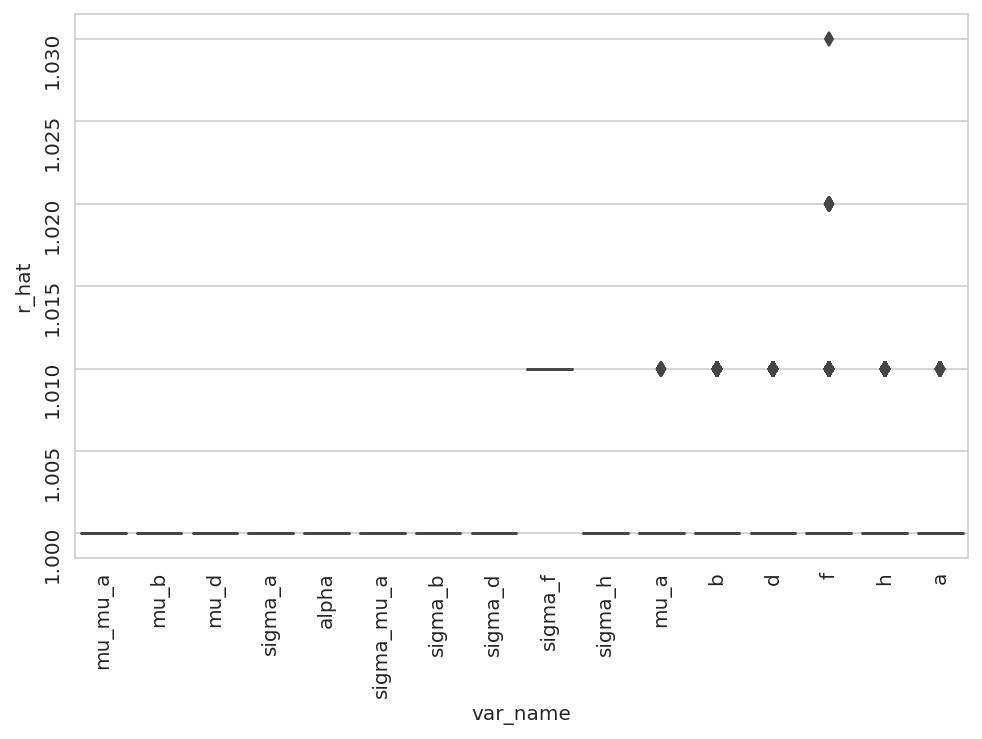 r_hat
1.030
1.025
1.020
1.015
1.010
1.005
1.000
mu_mu_a
mu_b
mu_d
sigma_a
alpha
sigma_mu_a
sigma_b
sigma_d
sigma_f
sigma_h
mu_a
b
d
f
h
a
var_name